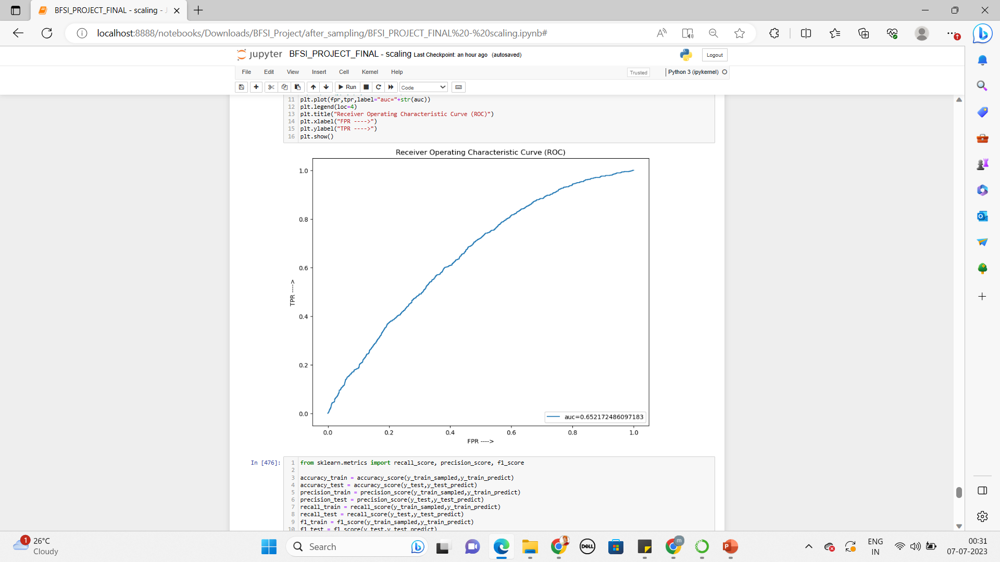 BFSI_PROJECT_FINAL - scaling - J
localhost:8888/notebooks/Downloads/BFSI_Project/after_sampling/BFSI_PROJECT_FINAL%20-%20scaling.ipynb#
jupyter BFSI_PROJECT_FINAL - scaling Last Checkpoint: an hour ago (autosaved)
Logout
File Edit View Insert Cell Kernel Help
Trusted
Python 3 (ipykernel)
Run
Code
11 plt.plot(fpr,tpr,label="auc="+str(auc))
12 plt.legend(loc=4)
13 plt.title("Receiver Operating Characteristic Curve (ROC)")
14 plt.xlabel("FPR ---->")
15 plt.ylabel("TPR ---->")
16 plt.show()
Receiver Operating Characteristic Curve (ROC)
1.0
0.8
0.6
0.4
0.2
0.0
TPR ---->
auc=0.652172486097183
0.0 0.2 0.4 0.6 0.8 1.0
FPR ---->
In [476]:
1 from sklearn.metrics import recall_score, precision_score, f1_score
2
3 accuracy_train = accuracy_score(y_train_sampled,y_train_predict)
4 accuracy_test = accuracy_score(y_test,y_test_predict)
5 precision_train = precision_score(y_train_sampled,y_train_predict)
6 precision_test = precision_score(y_test,y_test_predict)
7 recall_train = recall_score(y_train_sampled,y_train_predict)
8 recall_test = recall_score(y_test,y_test_predict)
9 f1_train = f1_score(y_train_sampled,y_train_predict)
10 f1_test = f1_score(y_test,y_test_predict)
1
26°C
Cloudy
Search
DELL
m
P
ENG
IN
00:31
07-07-2023